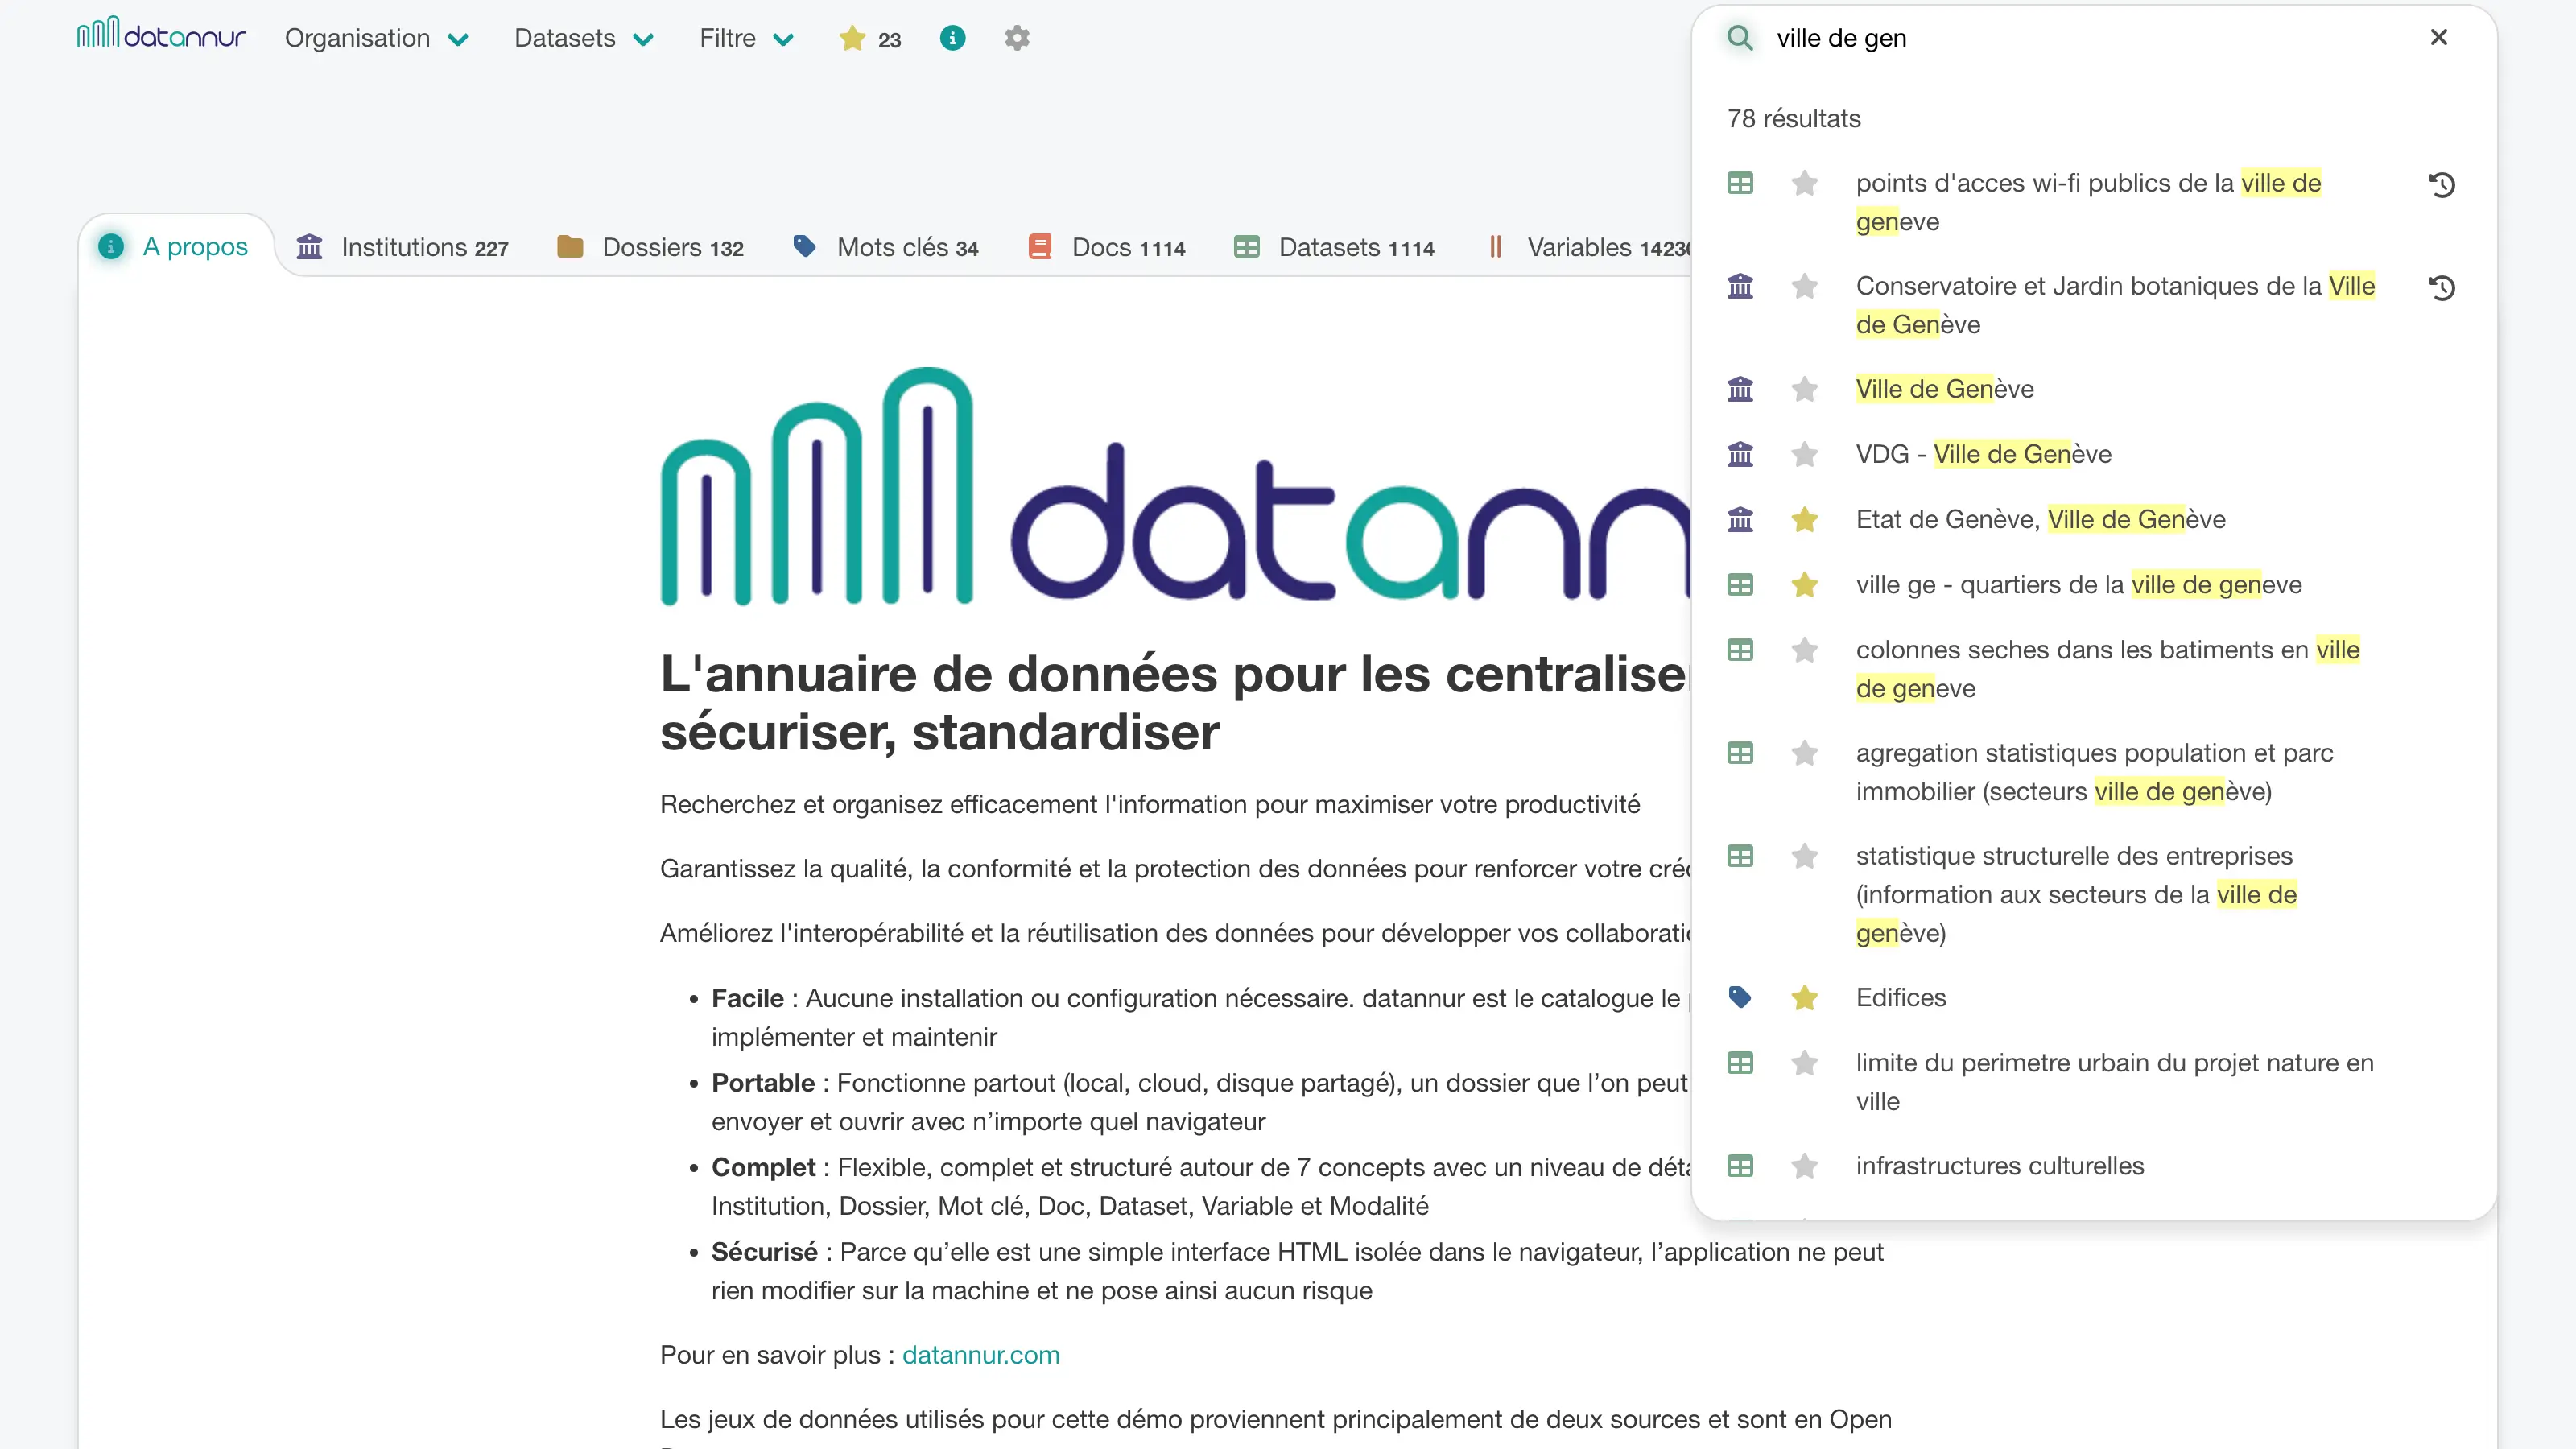 datannur Organisation Datasets Filtre 23
ville de gen
78 résultats
points d'acces wi-fi publics de la ville de
geneve
Conservatoire et Jardin botaniques de la Ville
de Genève
Ville de Genève
VDG - Ville de Genève
Etat de Genève, Ville de Genève
ville ge - quartiers de la ville de geneve
colonnes seches dans les batiments en ville
de geneve
agregation statistiques population et parc
immobilier (secteurs ville de genève)
statistique structurelle des entreprises
(information aux secteurs de la ville de
genève)
Edifices
limite du perimetre urbain du projet nature en
ville
infrastructures culturelles
A propos Institutions 227 Dossiers 132 Mots clés 34 Docs 1114 Datasets 1114 Variables
datann
L'annuaire de données pour les centraliser
sécuriser, standardiser
Recherchez et organisez efficacement l'information pour maximiser votre productivité
Garantissez la qualité, la conformité et la protection des données pour renforcer votre
Améliorez l'interopérabilité et la réutilisation des données pour développer vos
• Facile : Aucune installation ou configuration nécessaire. datannur est le catalogue le
implémenter et maintenir
• Portable : Fonctionne partout (local, cloud, disque partagé), un dossier que l’on peut
envoyer et ouvrir avec n’importe quel navigateur
• Complet : Flexible, complet et structuré autour de 7 concepts avec un niveau de
Institution, Dossier, Mot clé, Doc, Dataset, Variable et Modalité
• Sécurisé : Parce qu’elle est une simple interface HTML isolée dans le navigateur, l’application ne peut
rien modifier sur la machine et ne pose ainsi aucun risque
Pour en savoir plus : datannur.com
Les jeux de données utilisés pour cette démo proviennent principalement de deux sources et sont en Open